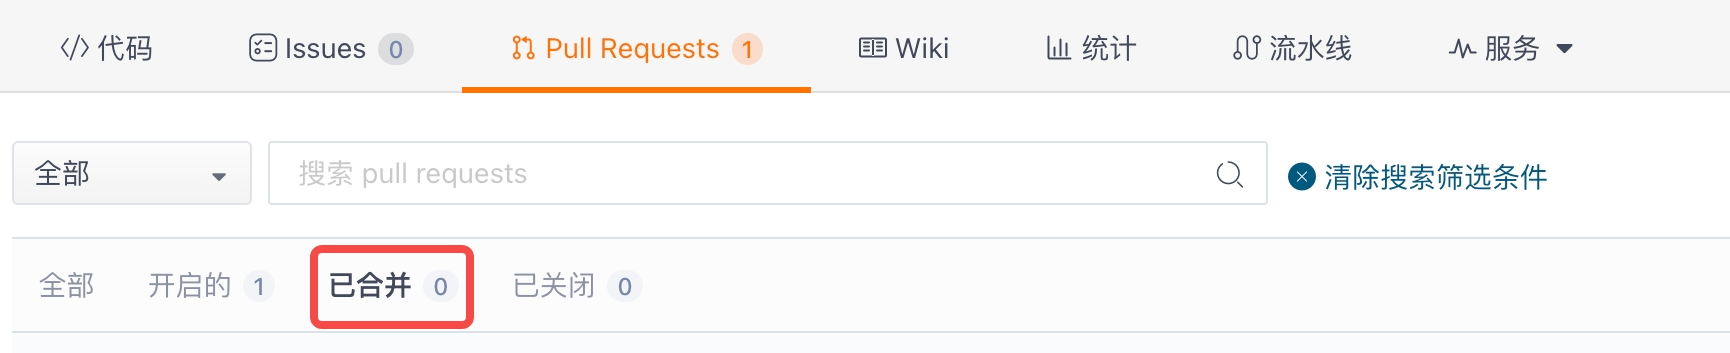 代码 Issues 0 Pull Requests 1 Wiki 统计 流水线 服务
全部 搜索 pull requests 清除搜索筛选条件
全部 开启的 1 已合并 0 已关闭 0